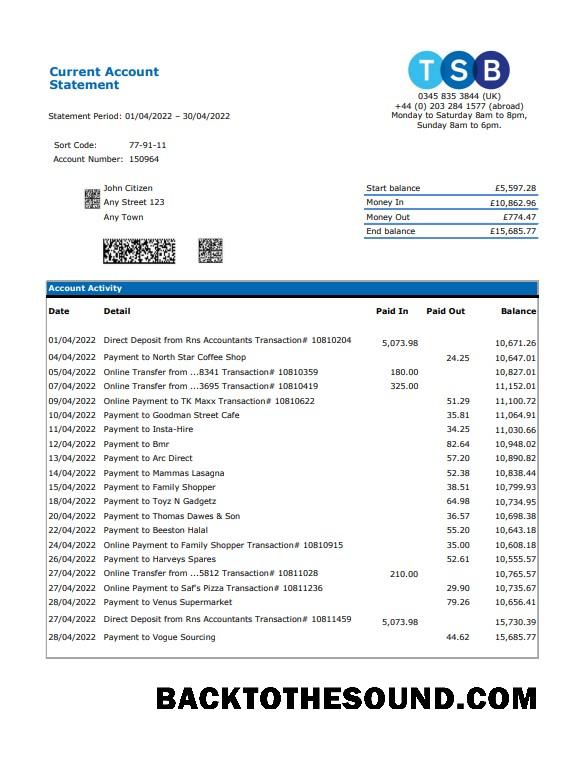 Current Account
Statement
TSB
0345 835 3844 (UK)
+44 (0) 203 284 1577 (abroad)
Monday to Saturday 8am to 8pm,
Sunday 8am to 6pm.
Statement Period: 01/04/2022 – 30/04/2022
Sort Code: 77-91-11
Account Number: 150964
John Citizen
Any Street 123
Any Town
Start balance £5,597.28
Money In £10,862.96
Money Out £774.47
End balance £15,685.77
Account Activity
Date Detail Paid In Paid Out Balance
01/04/2022 Direct Deposit from Rns Accountants Transaction# 10810204 5,073.98 10,671.26
04/04/2022 Payment to North Star Coffee Shop 24.25 10,647.01
05/04/2022 Online Transfer from ...8341 Transaction# 10810359 180.00 10,827.01
07/04/2022 Online Transfer from ...3695 Transaction# 10810419 325.00 11,152.01
09/04/2022 Online Payment to TK Maxx Transaction# 10810622 51.29 11,100.72
10/04/2022 Payment to Goodman Street Cafe 35.81 11,064.91
11/04/2022 Payment to Insta-Hire 34.25 11,030.66
12/04/2022 Payment to Bmr 82.64 10,948.02
13/04/2022 Payment to Arc Direct 57.20 10,890.82
14/04/2022 Payment to Mammas Lasagna 52.38 10,838.44
15/04/2022 Payment to Family Shopper 38.51 10,799.93
18/04/2022 Payment to Toyz N Gadgetz 64.98 10,734.95
20/04/2022 Payment to Thomas Dawes & Son 36.57 10,698.38
22/04/2022 Payment to Beeston Halal 55.20 10,643.18
24/04/2022 Online Payment to Family Shopper Transaction# 10810915 35.00 10,608.18
26/04/2022 Payment to Harveys Spares 52.61 10,555.57
27/04/2022 Online Transfer from ...5812 Transaction# 10811028 210.00 10,765.57
27/04/2022 Online Payment to Saf's Pizza Transaction# 10811236 29.90 10,735.67
28/04/2022 Payment to Venus Supermarket 79.26 10,656.41
27/04/2022 Direct Deposit from Rns Accountants Transaction# 10811459 5,073.98 15,730.39
28/04/2022 Payment to Vogue Sourcing 44.62 15,685.77
BACKTOTHESOUND.COM